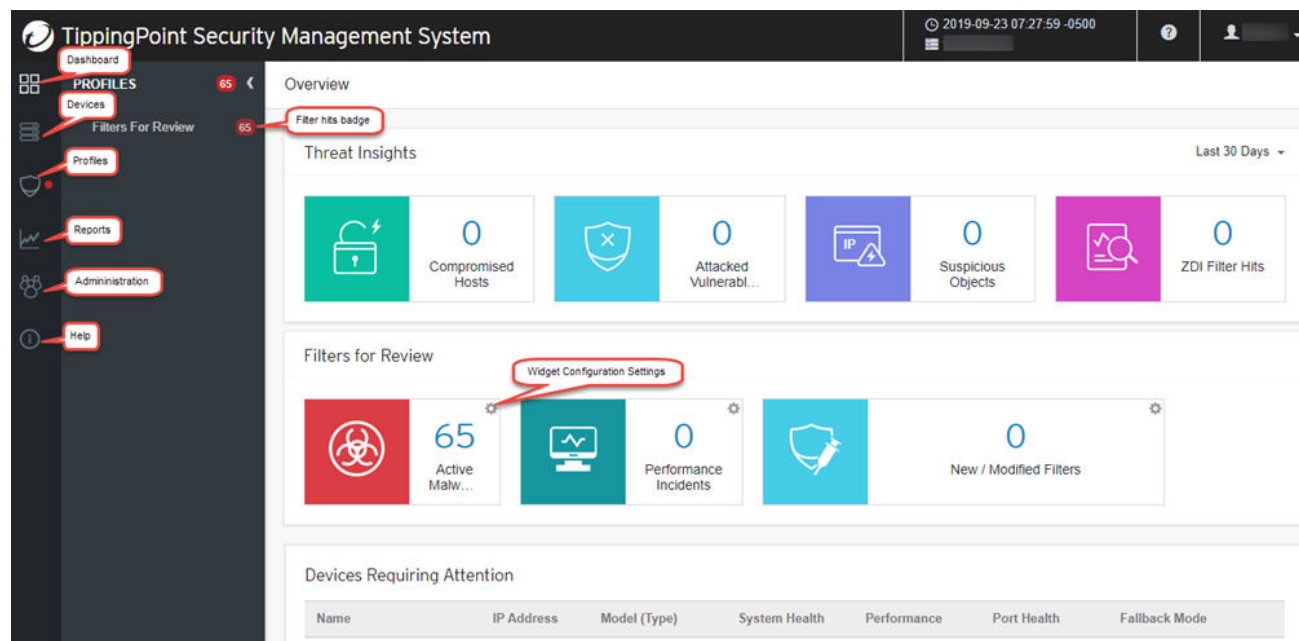 TippingPoint Security Management System
2019-09-23 07:27:59 -0500
Dashboard
PROFILES
65
Overview
Devices
Filters For Review
65
Filter hits badge
Threat Insights
Last 30 Days
Profiles
0
Compromised
Hosts
0
Attacked
Vulnerabl...
IP
0
Suspicious
Objects
0
ZDI Filter Hits
Reports
Admininistration
Help
Filters for Review
Widget Configuration Settings
65
Active
Malw...
0
Performance
Incidents
0
New / Modified Filters
Devices Requiring Attention
Name IP Address Model (Type) System Health Performance Port Health Fallback Mode